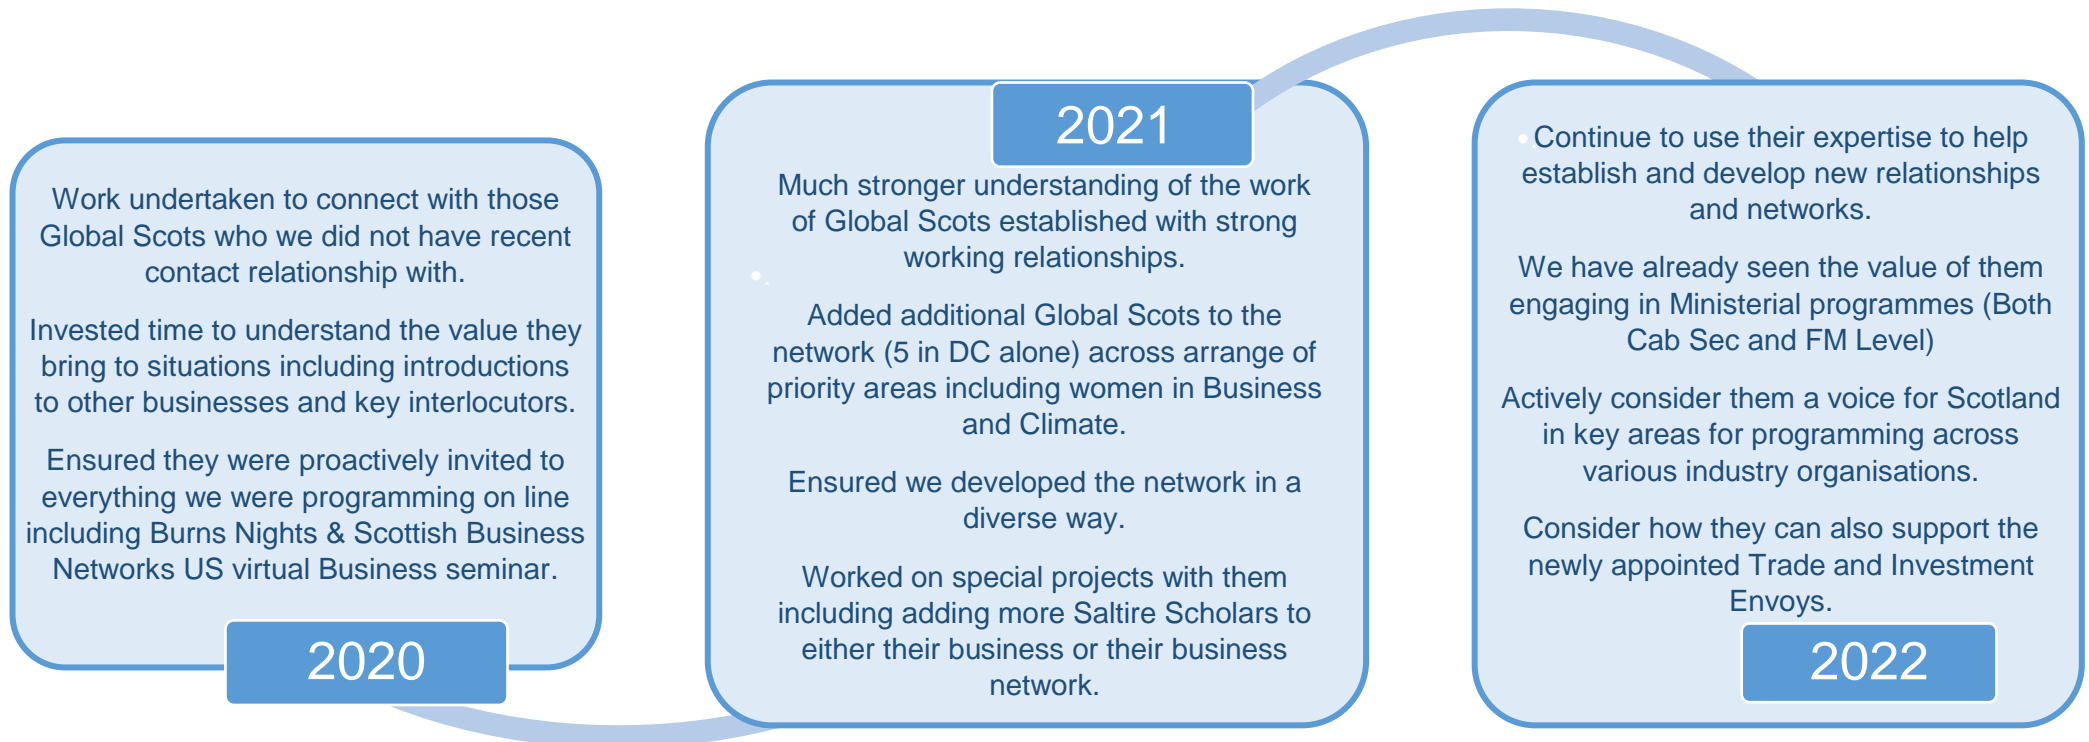 Work undertaken to connect with those
Global Scots who we did not have recent
contact relationship with.
Invested time to understand the value they
bring to situations including introductions
to other businesses and key interlocutors.
Ensured they were proactively invited to
everything we were programming on line
including Burns Nights & Scottish Business
Networks US virtual Business seminar.
2020
2021
Much stronger understanding of the work
of Global Scots established with strong
working relationships.
Added additional Global Scots to the
network (5 in DC alone) across arrange of
priority areas including women in Business
and Climate.
Ensured we developed the network in a
diverse way.
Worked on special projects with them
including adding more Saltire Scholars to
either their business or their business
network.
Continue to use their expertise to help
establish and develop new relationships
and networks.
We have already seen the value of them
engaging in Ministerial programmes (Both
Cab Sec and FM Level)
Actively consider them a voice for Scotland
in key areas for programming across
various industry organisations.
Consider how they can also support the
newly appointed Trade and Investment
Envoys.
2022